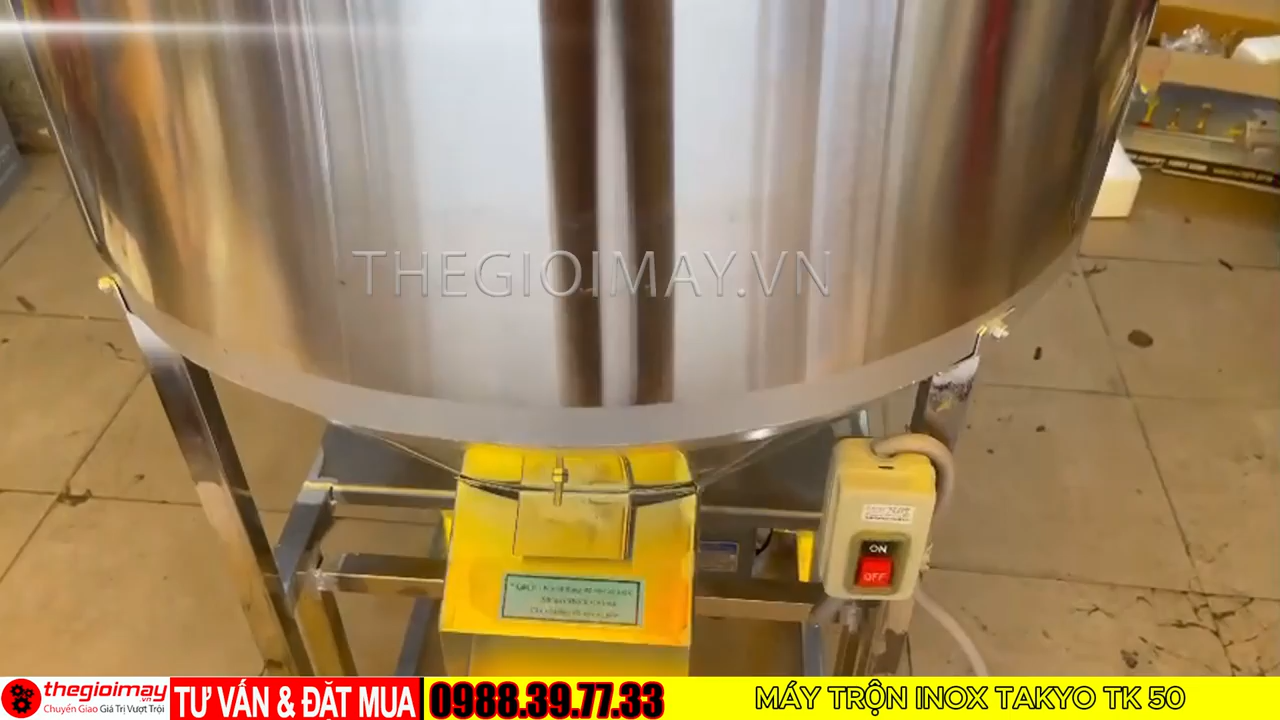 THEGIOIMAY.VN
ON
OFF
thegioimay
.vn
Chuyển Giao Giá Trị Vượt Trội
TƯ VẤN & ĐẶT MUA
0988.39.77.33
MÁY TRỘN INOX TAKYO TK 50